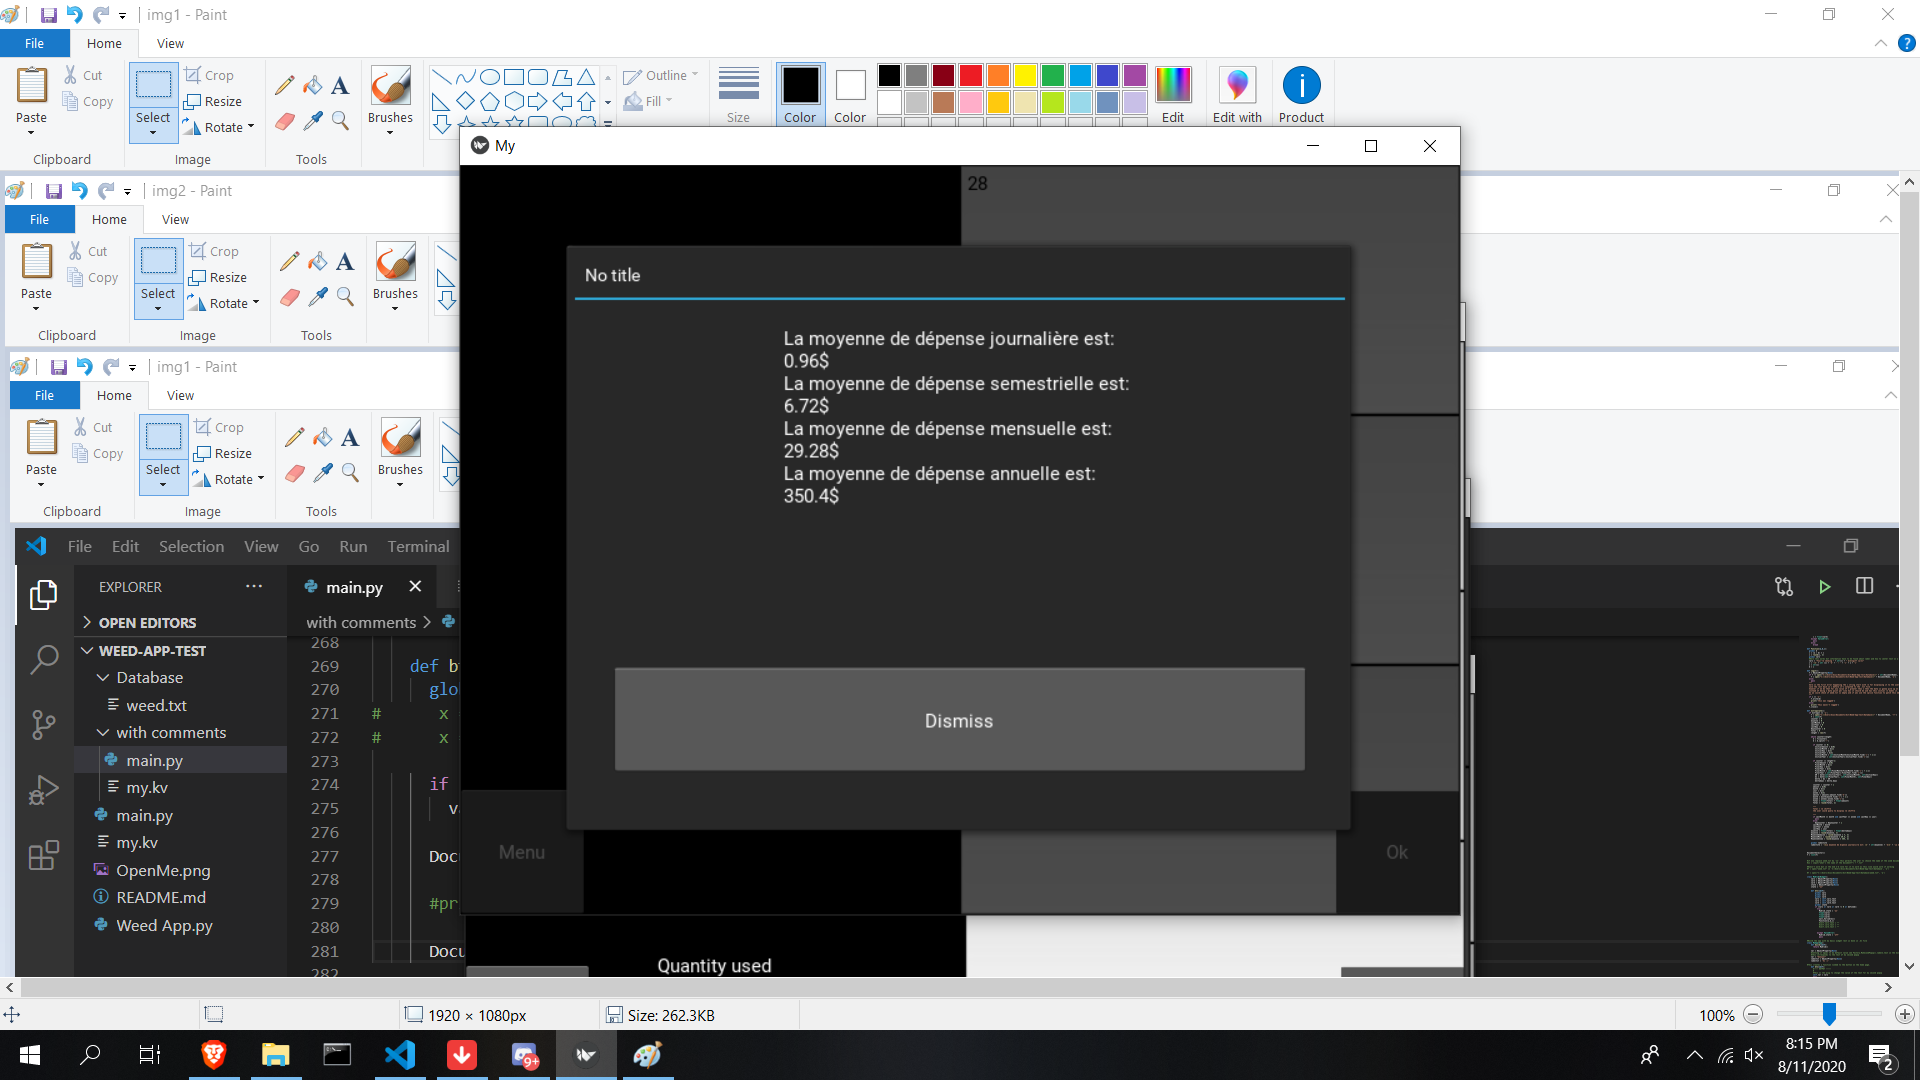 img1 - Paint
File Home View
Paste Cut Copy Select Crop Resize Rotate Brushes Outline Fill Size Color Color Edit Edit with Product
Clipboard Image Tools
My
28
img2 - Paint
File Home View
Paste Cut Copy Select Crop Resize Rotate Brushes
Clipboard Image Tools
No title
La moyenne de dépense journalière est:
0.96$
La moyenne de dépense semestrielle est:
6.72$
La moyenne de dépense mensuelle est:
29.28$
La moyenne de dépense annuelle est:
350.4$
Dismiss
Menu
Ok
img1 - Paint
File Home View
Paste Cut Copy Select Crop Resize Rotate Brushes
Clipboard Image Tools
File Edit Selection View Go Run Terminal
EXPLORER
OPEN EDITORS
WEED-APP-TEST
Database
weed.txt
with comments
main.py
my.kv
main.py
my.kv
OpenMe.png
README.md
Weed App.py
main.py
with comments
268
269 def
270
271 # x
272 # x
273
274 if
275
276
277 Docu
278
279 #pr
280
281 Docu
282
Quantity used
1920 × 1080px
Size: 262.3KB
100%
9+
8:15 PM
8/11/2020
2